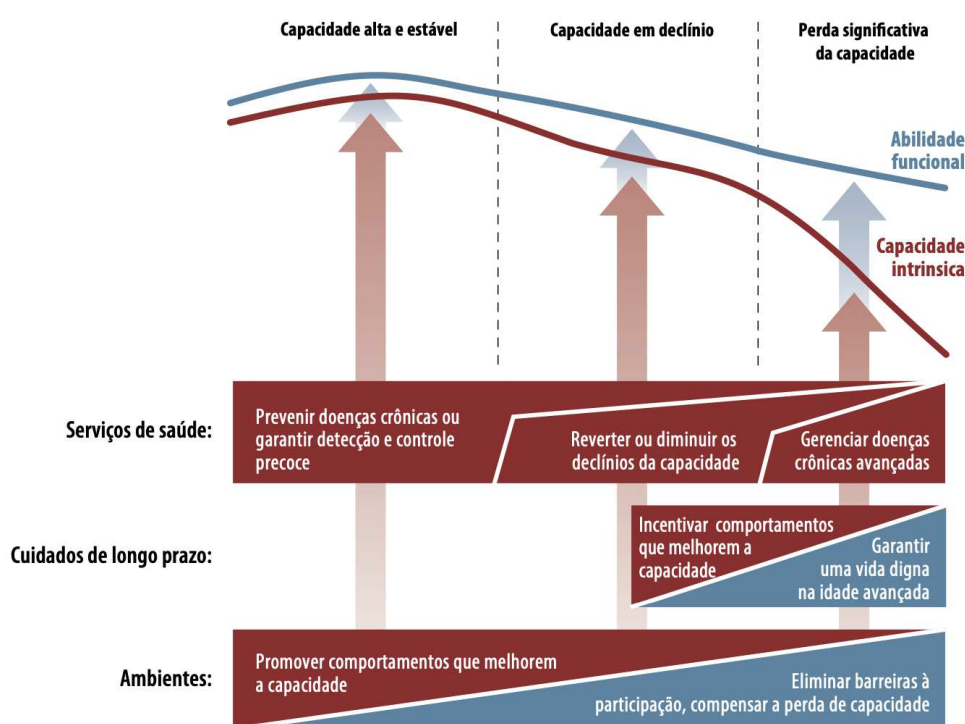 Capacidade alta e estável
Capacidade em declínio
Perda significativa
da capacidade
Abilidade
funcional
Capacidade
intrinsica
Serviços de saúde:
Prevenir doenças crônicas ou
garantir detecção e controle
precoce
Reverter ou diminuir os
declínios da capacidade
Gerenciar doenças
crônicas avançadas
Cuidados de longo prazo:
Incentivar comportamentos
que melhorem a
capacidade
Garantir
uma vida digna
na idade avançada
Ambientes:
Promover comportamentos que melhorem
a capacidade
Eliminar barreiras à
participação, compensar a perda de capacidade